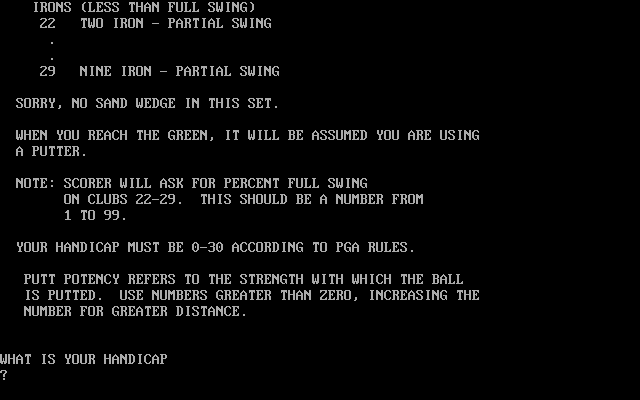 IRONS (LESS THAN FULL SWING)
22 TWO IRON - PARTIAL SWING
.
.
29 NINE IRON - PARTIAL SWING
SORRY, NO SAND WEDGE IN THIS SET.
WHEN YOU REACH THE GREEN, IT WILL BE ASSUMED YOU ARE USING
A PUTTER.
NOTE: SCORER WILL ASK FOR PERCENT FULL SWING
ON CLUBS 22-29. THIS SHOULD BE A NUMBER FROM
1 TO 99.
YOUR HANDICAP MUST BE 0-30 ACCORDING TO PGA RULES.
PUTT POTENCY REFERS TO THE STRENGTH WITH WHICH THE BALL
IS PUTTED. USE NUMBERS GREATER THAN ZERO, INCREASING THE
NUMBER FOR GREATER DISTANCE.
WHAT IS YOUR HANDICAP
?